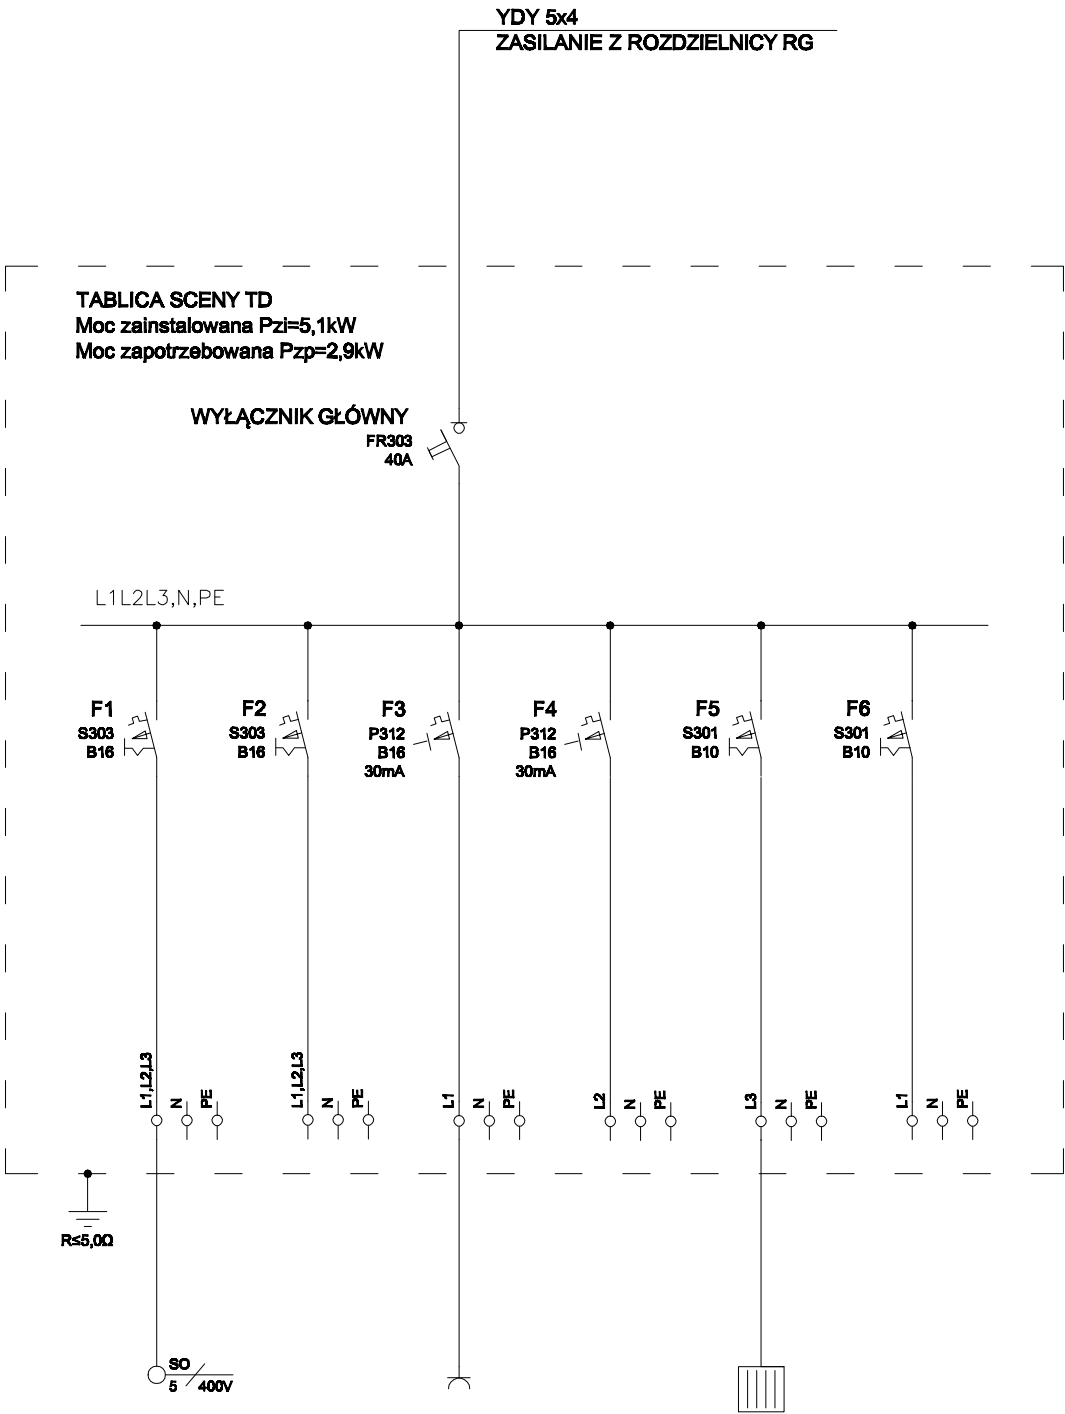 YDY 5x4
ZASILANIE Z ROZDZIELNICY RG
TABLICA SCENY TD
Moc zainstalowana Pzi=5,1kW
Moc zapotrzebowana Pzp=2,9kW
WYŁĄCZNIK GŁÓWNY
FR303
40A
L1L2L3,N,PE
F1
S303
B16
F2
S303
B16
F3
P312
B16
30mA
F4
P312
B16
30mA
F5
S301
B10
F6
S301
B10
L1,L2,L3
N
PE
L1,L2,L3
N
PE
L1
N
PE
L2
N
PE
L3
N
PE
L1
N
PE
R≤5,0Ω
SO
5 400V